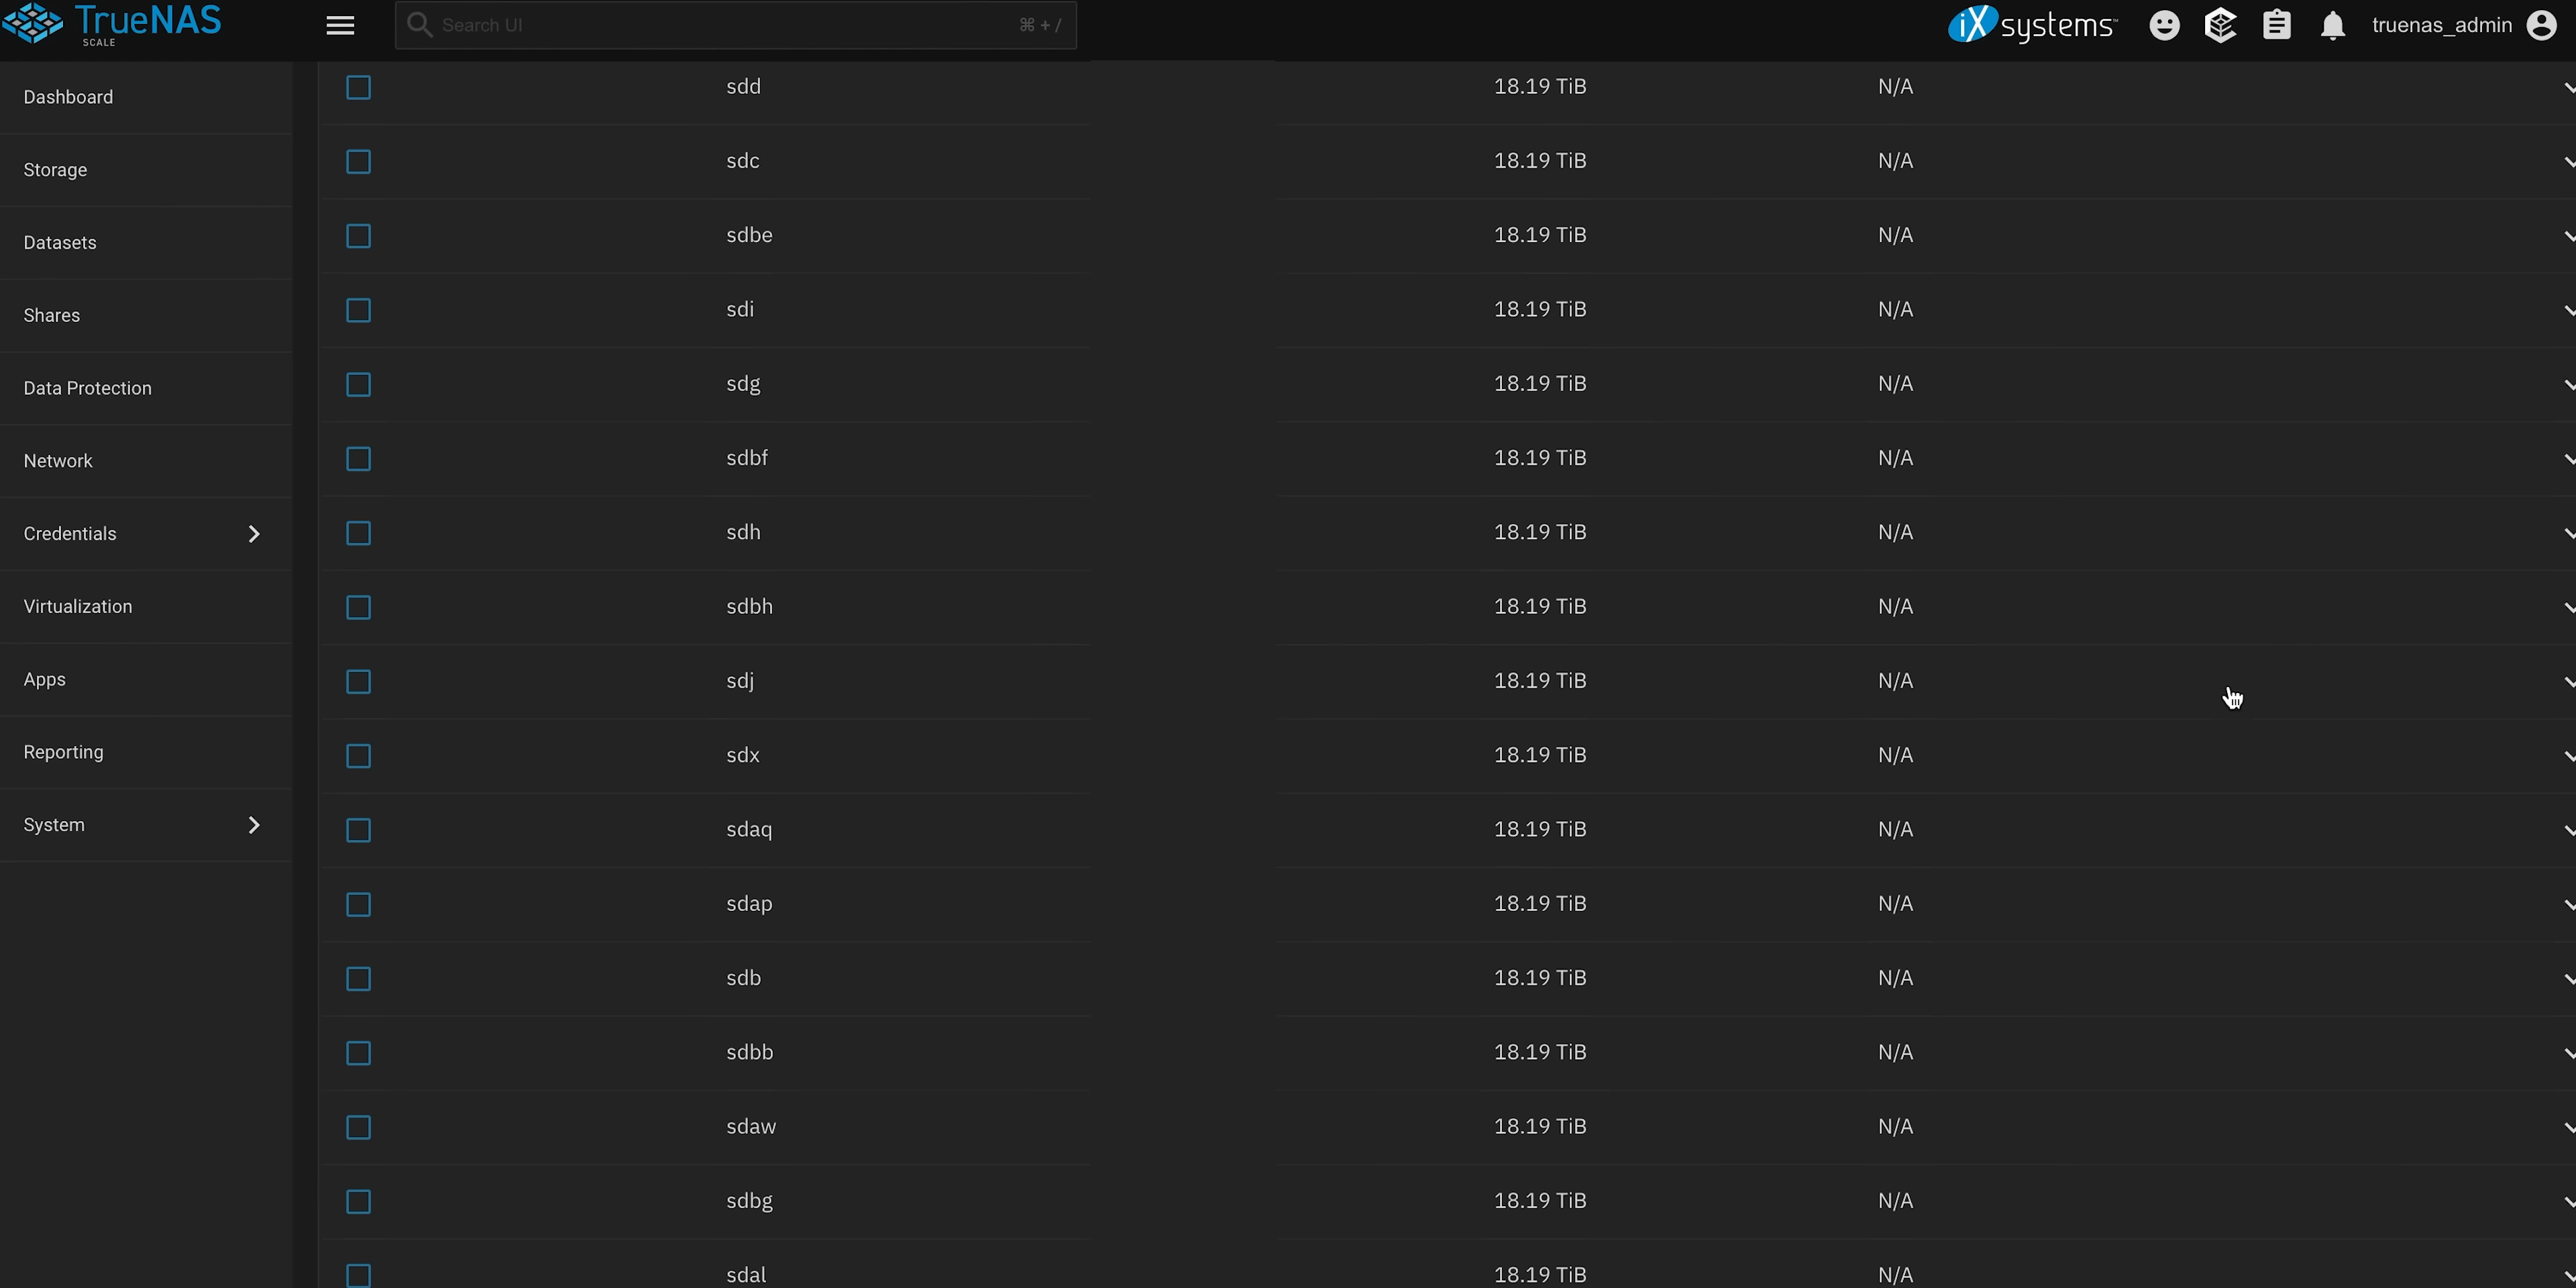 TrueNAS
SCALE
Search UI
⌘ + /
iXsystems™
truenas_admin
Dashboard
Storage
Datasets
Shares
Data Protection
Network
Credentials
Virtualization
Apps
Reporting
System
sdd 18.19 TiB N/A
sdc 18.19 TiB N/A
sdbe 18.19 TiB N/A
sdi 18.19 TiB N/A
sdg 18.19 TiB N/A
sdbf 18.19 TiB N/A
sdh 18.19 TiB N/A
sdbh 18.19 TiB N/A
sdj 18.19 TiB N/A
sdx 18.19 TiB N/A
sdaq 18.19 TiB N/A
sdap 18.19 TiB N/A
sdb 18.19 TiB N/A
sdbb 18.19 TiB N/A
sdaw 18.19 TiB N/A
sdbg 18.19 TiB N/A
sdal 18.19 TiB N/A